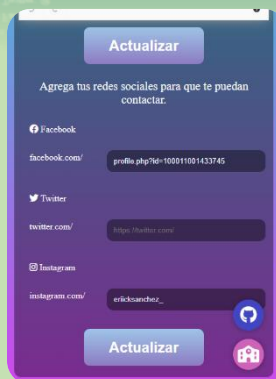 Actualizar
Agrega tus redes sociales para que te puedan
contactar.
Facebook
facebook.com/ profile.php?id=100011001433745
Twitter
twitter.com/ https://twitter.com/
Instagram
instagram.com/ eriicksanchez_
Actualizar